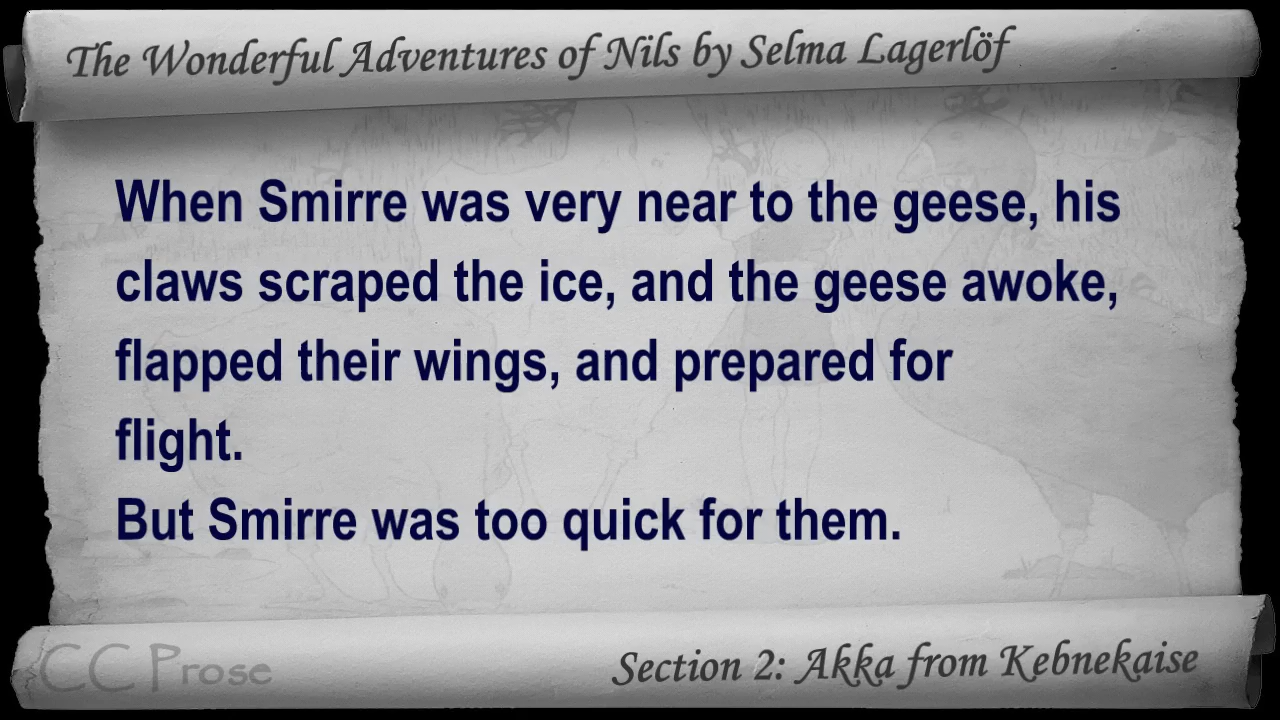 The Wonderful Adventures of Nils by Selma Lagerlöf
When Smirre was very near to the geese, his
claws scraped the ice, and the geese awoke,
flapped their wings, and prepared for
flight.
But Smirre was too quick for them.
CC Prose
Section 2: Akka from Kebnekaise